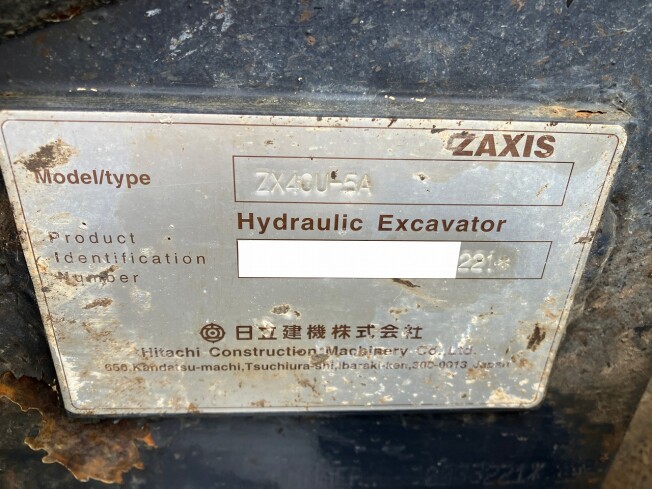 ZAXIS
Model/type ZX40U-5A
Hydraulic Excavator
Product
Identification 221*
Number
日立建機株式会社
Hitachi Construction Machinery Co., Ltd.
650, Kandatsu-machi, Tsuchiura-shi, Ibaraki-ken, 300-0013 Japan